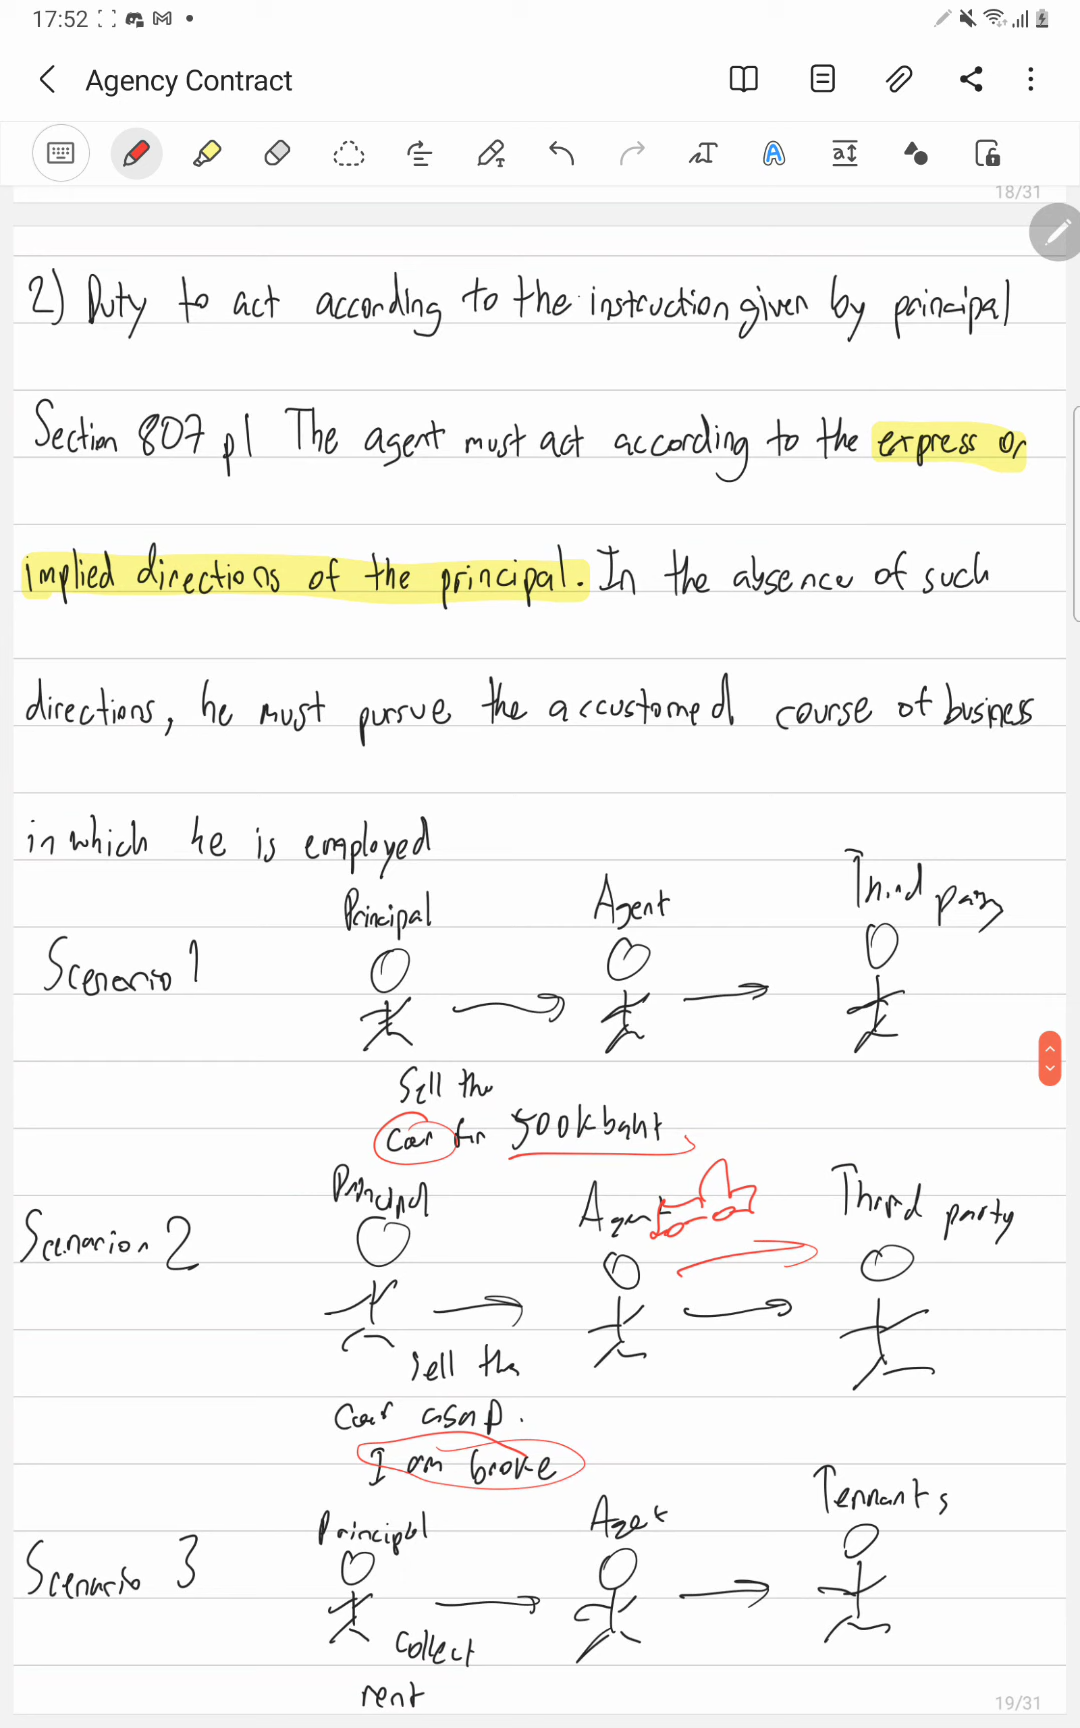 17:52
Agency Contract
18/31
2) Duty to act according to the instruction given by principal
Section 807 p1 The agent must act according to the express or
implied directions of the principal. In the absence of such
directions, he must pursue the accustomed course of business
in which he is employed
Principal Agent Third party
Scenario 1
Sell the
car for 500k baht
Principal Agent Third party
Scenarion 2
sell the
car asap.
I am broke
Principal Agent Tennants
Scenario 3
collect
rent
19/31